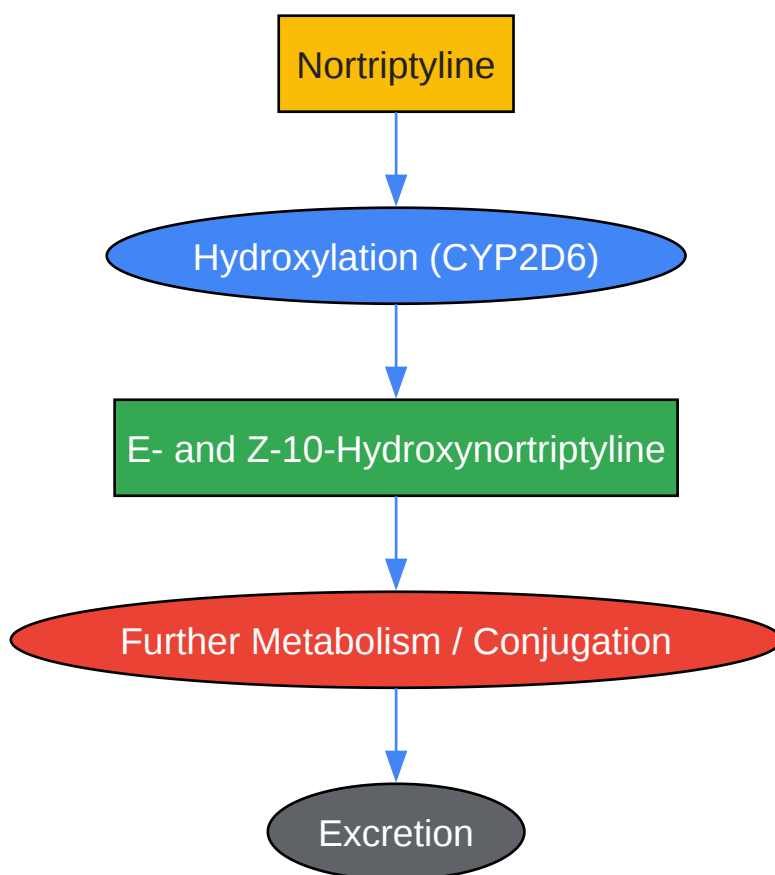 Nortriptyline
Hydroxylation (CYP2D6)
E- and Z-10-Hydroxynortriptyline
Further Metabolism / Conjugation
Excretion